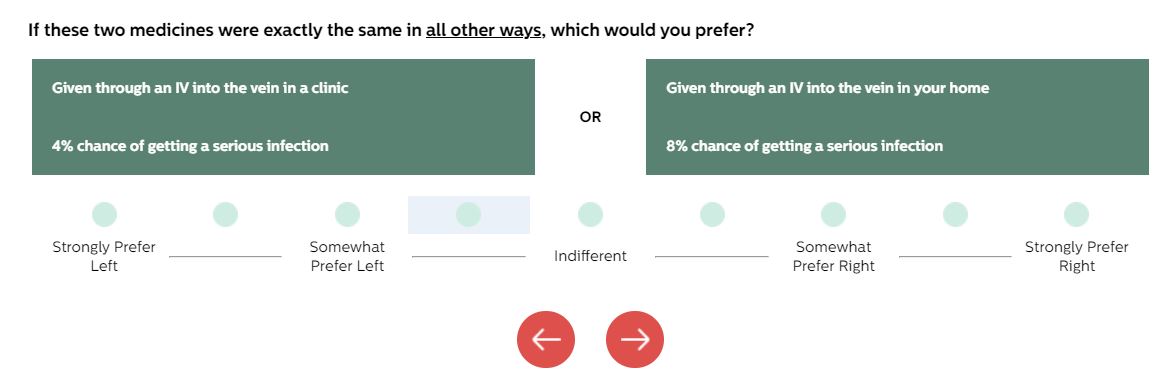 If these two medicines were exactly the same in all other ways, which would you prefer?
Given through an IV into the vein in a clinic
4% chance of getting a serious infection
OR
Given through an IV into the vein in your home
8% chance of getting a serious infection
Strongly Prefer
Left
Somewhat
Prefer Left
Indifferent
Somewhat
Prefer Right
Strongly Prefer
Right